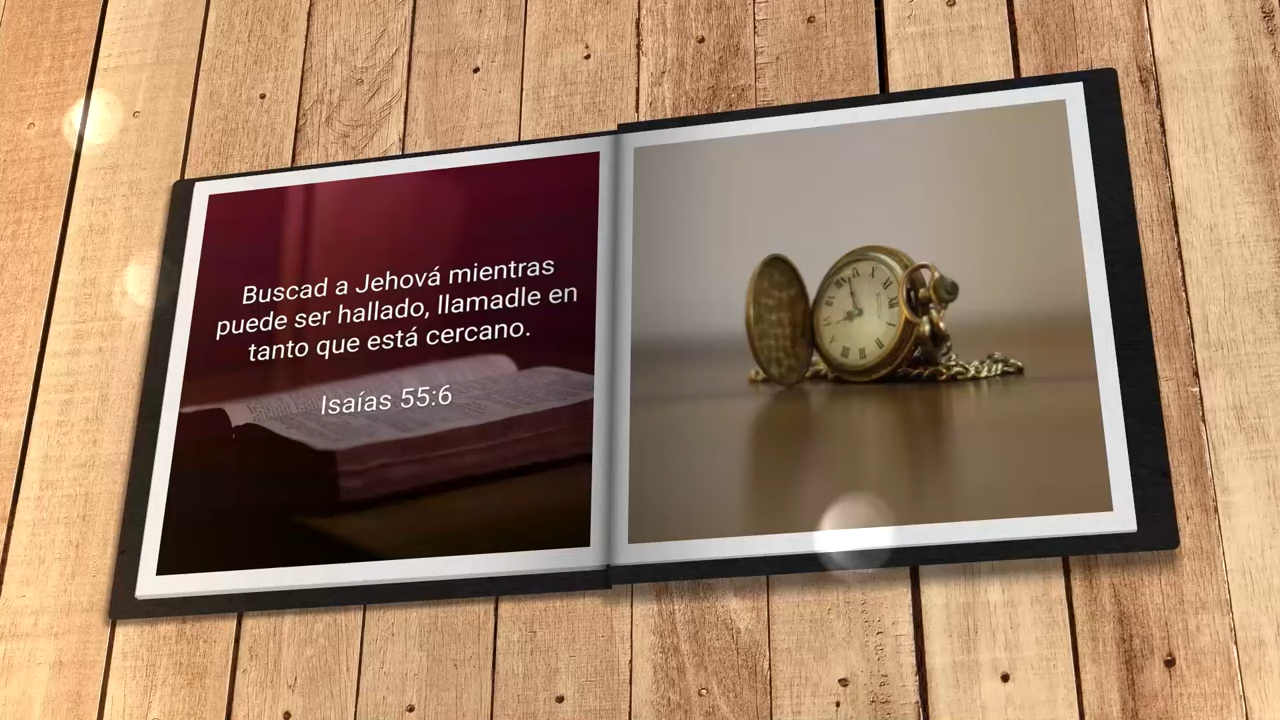 Buscad a Jehová mientras
puede ser hallado, llamadle en
tanto que está cercano.
Isaías 55:6